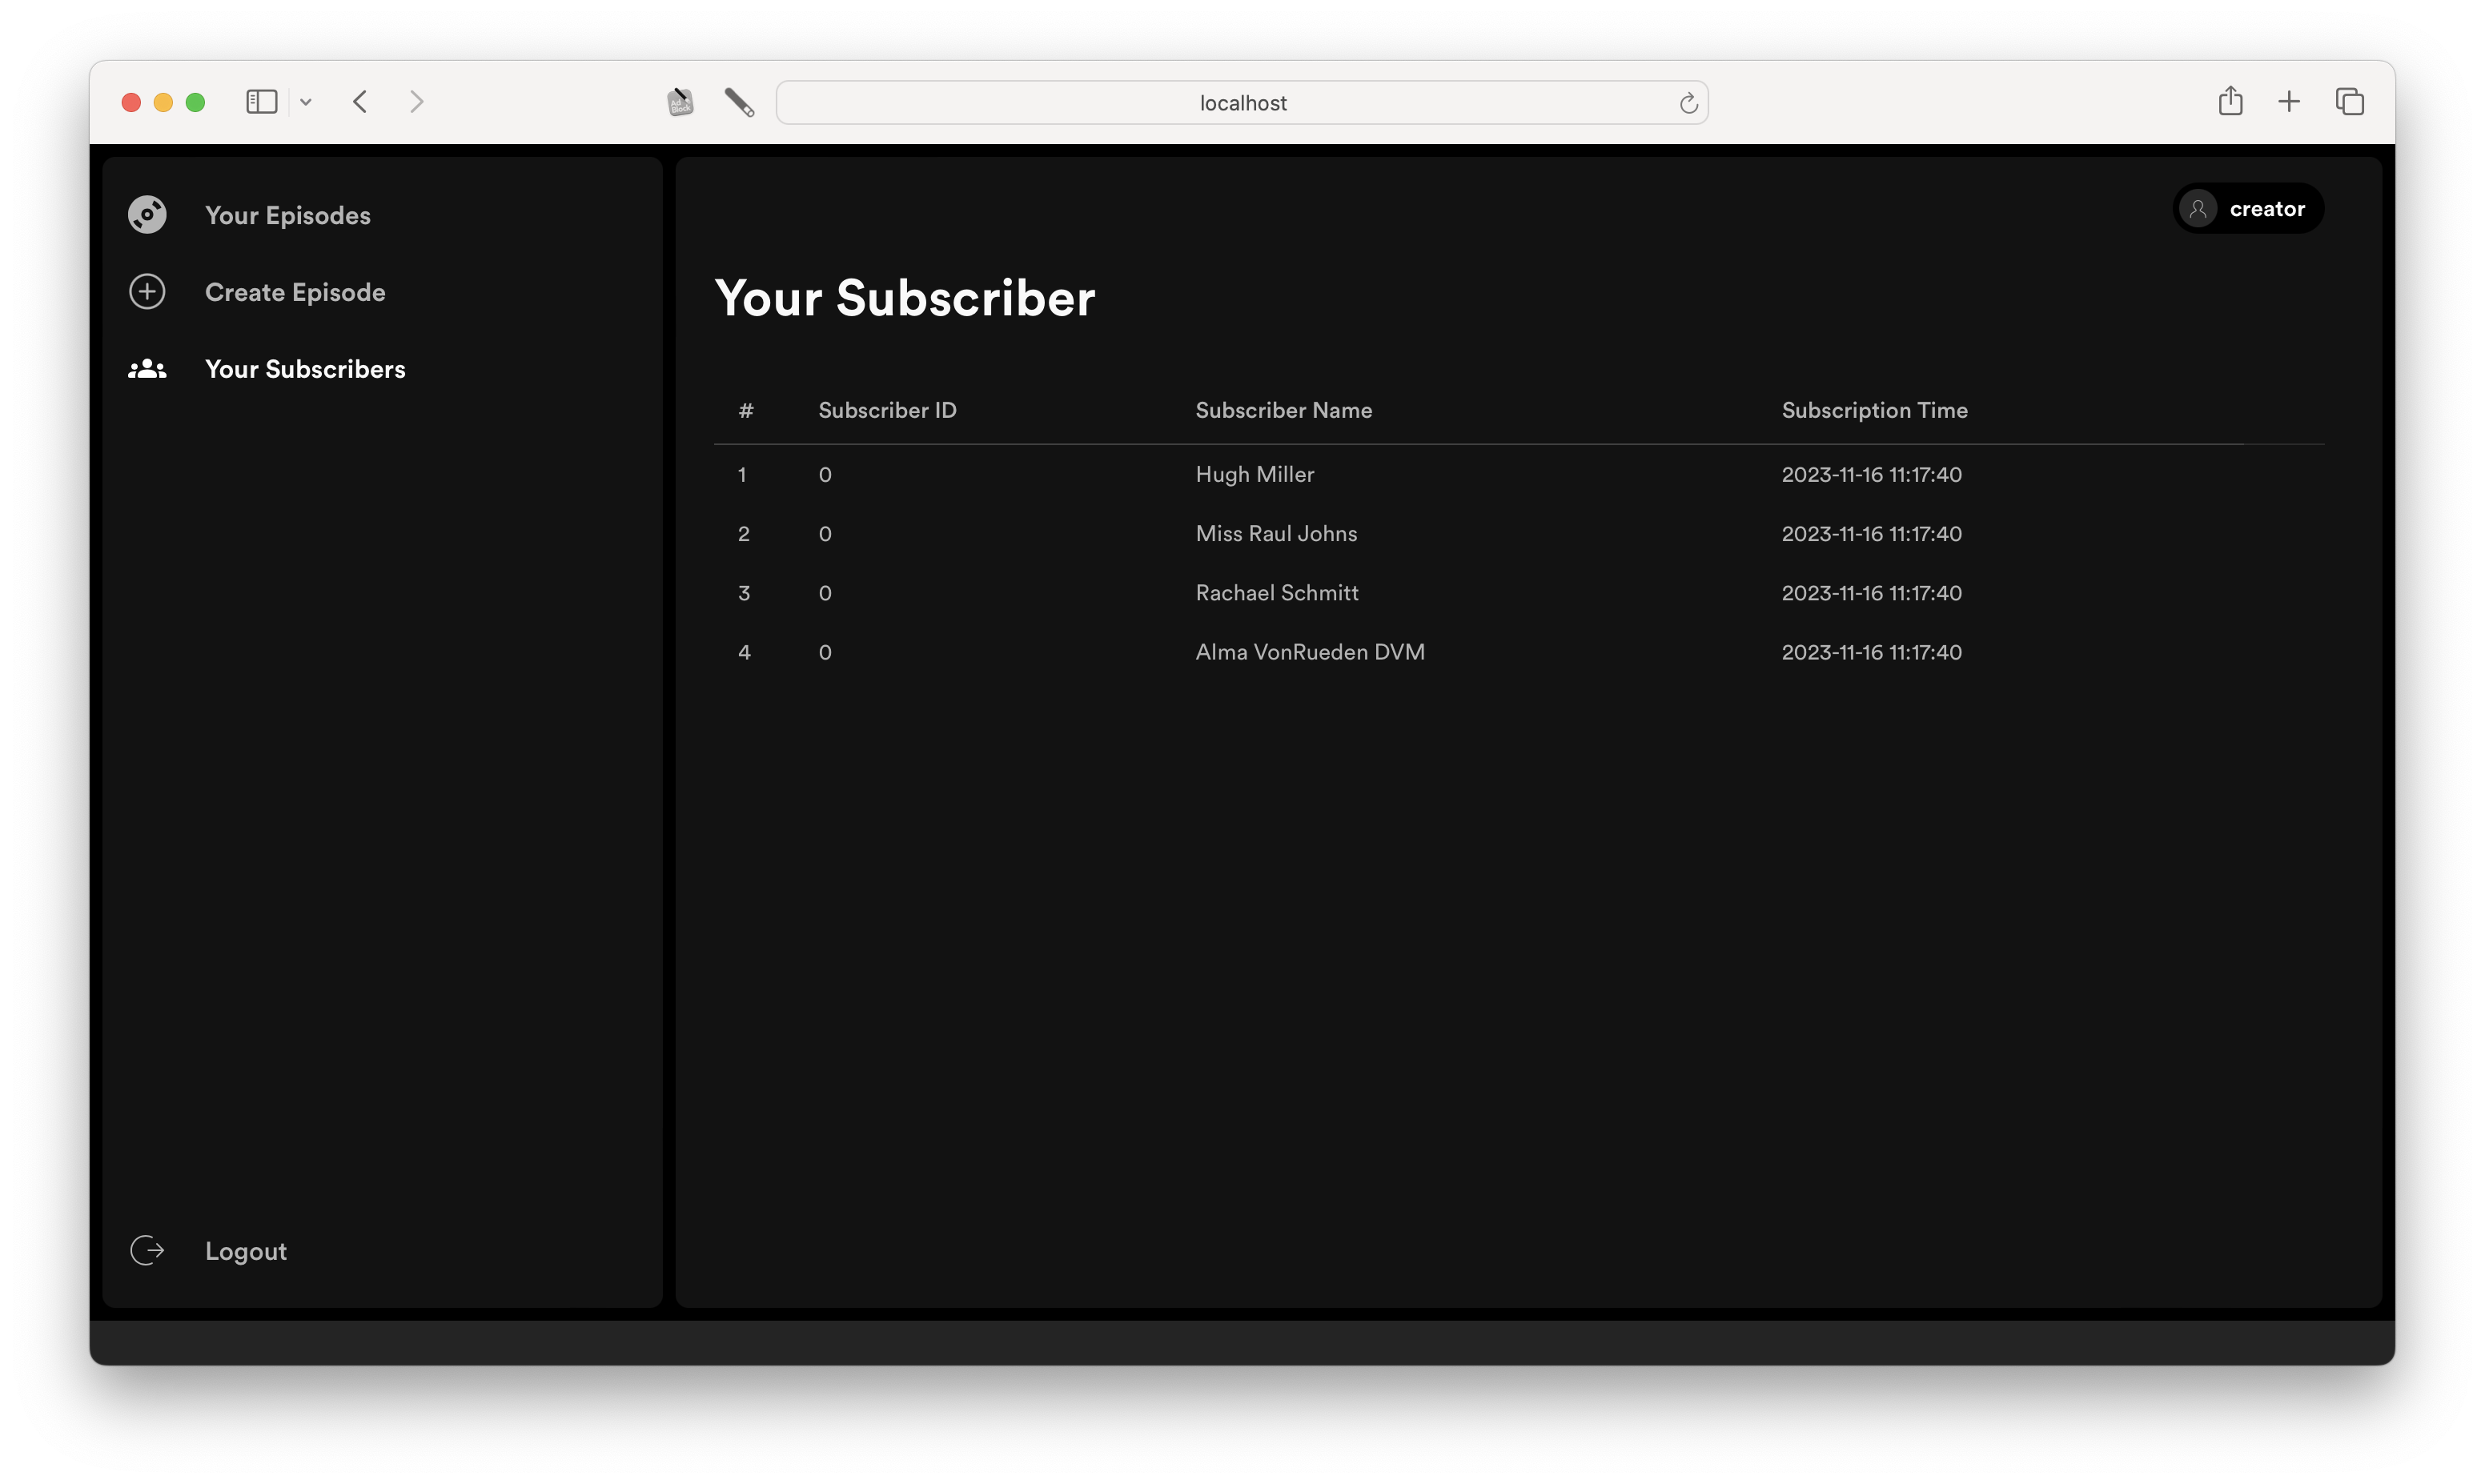 Ad
Block
localhost
Your Episodes
Create Episode
Your Subscribers
Logout
creator
Your Subscriber
# Subscriber ID Subscriber Name Subscription Time
1 0 Hugh Miller 2023-11-16 11:17:40
2 0 Miss Raul Johns 2023-11-16 11:17:40
3 0 Rachael Schmitt 2023-11-16 11:17:40
4 0 Alma VonRueden DVM 2023-11-16 11:17:40